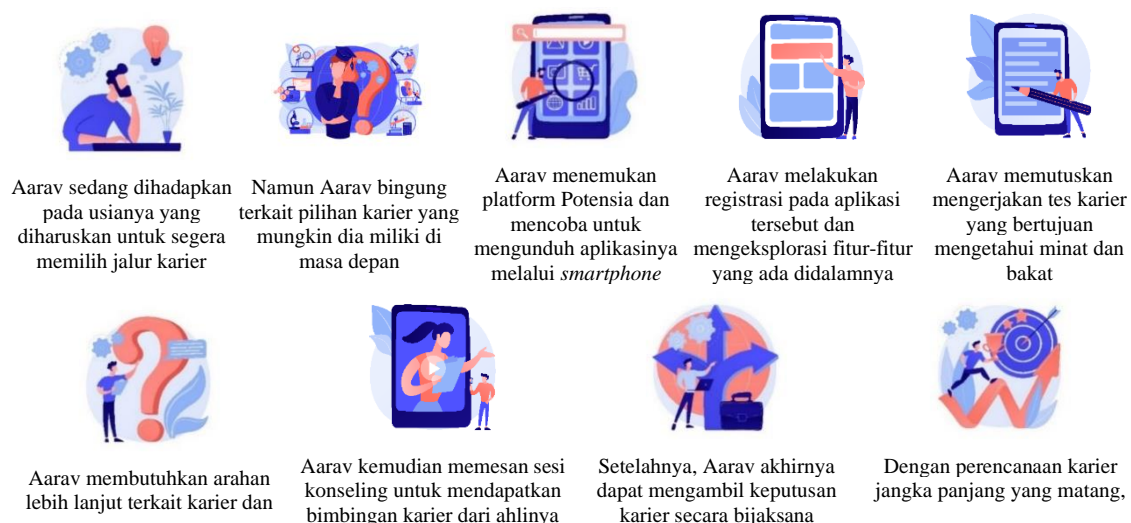 Aarav sedang dihadapkan
pada usianya yang
diharuskan untuk segera
memilih jalur karier
Namun Aarav bingung
terkait pilihan karier yang
mungkin dia miliki di
masa depan
Aarav menemukan
platform Potensia dan
mencoba untuk
mengunduh aplikasinya
melalui smartphone
Aarav melakukan
registrasi pada aplikasi
tersebut dan
mengeksplorasi fitur-fitur
yang ada didalamnya
Aarav memutuskan
mengerjakan tes karier
yang bertujuan
mengetahui minat dan
bakat
Aarav membutuhkan arahan
lebih lanjut terkait karier dan
Aarav kemudian memesan sesi
konseling untuk mendapatkan
bimbingan karier dari ahlinya
Setelahnya, Aarav akhirnya
dapat mengambil keputusan
karier secara bijaksana
Dengan perencanaan karier
jangka panjang yang matang,